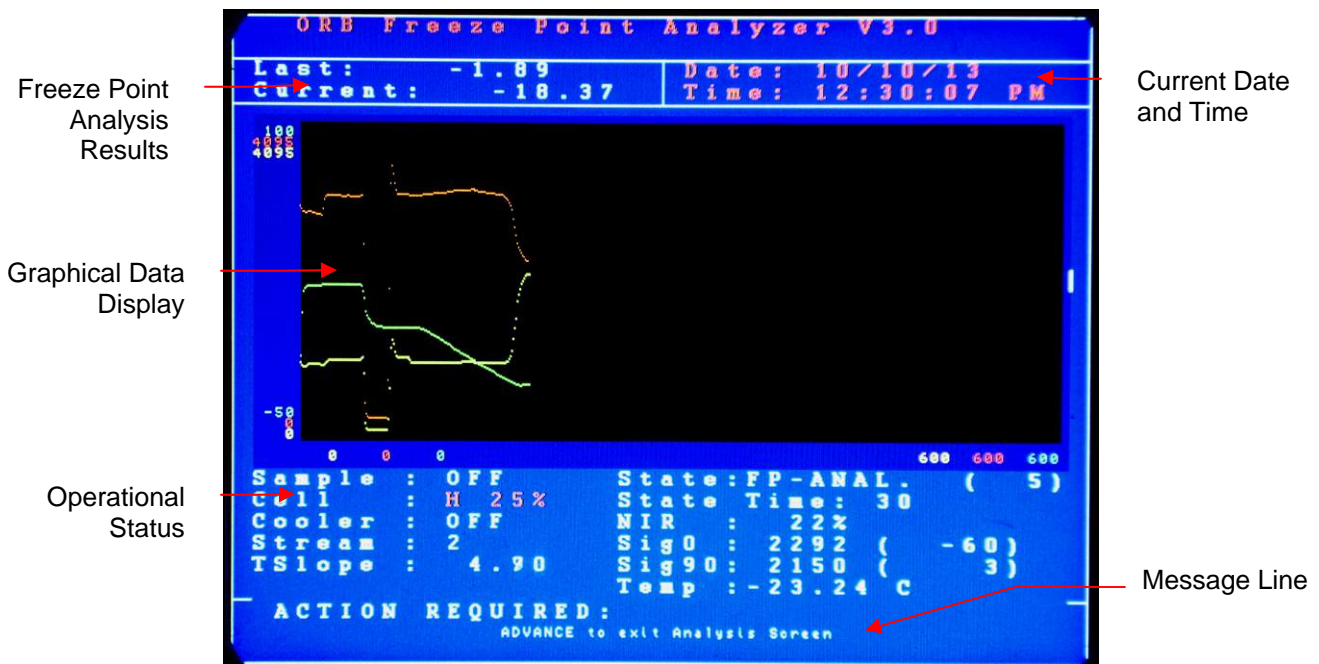 ORB Freeze Point Analyzer V3.0
Last: -1.89
Current: -18.37
Date: 10/10/13
Time: 12:30:07 PM
Freeze Point
Analysis
Results
Current Date
and Time
100
4095
4095
Graphical Data
Display
-50
0
0
0 0 0 600 600 600
Sample : OFF
Cell : H 25%
Cooler : OFF
Stream : 2
TSlope : 4.90
State:FP-ANAL. ( 5)
State Time: 30
NIR : 22%
Sig0 : 2292 ( -60)
Sig90: 2150 ( 3)
Temp :-23.24 C
Operational
Status
Message Line
ACTION REQUIRED:
ADVANCE to exit Analysis Screen